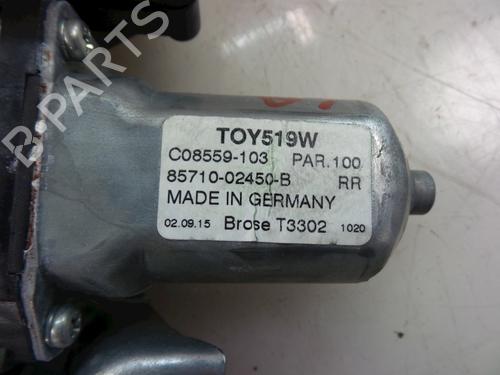 B-PARTS
TOY519W
C08559-103 PAR.100
85710-02450-B RR
MADE IN GERMANY
02.09.15 Brose T3302 1020